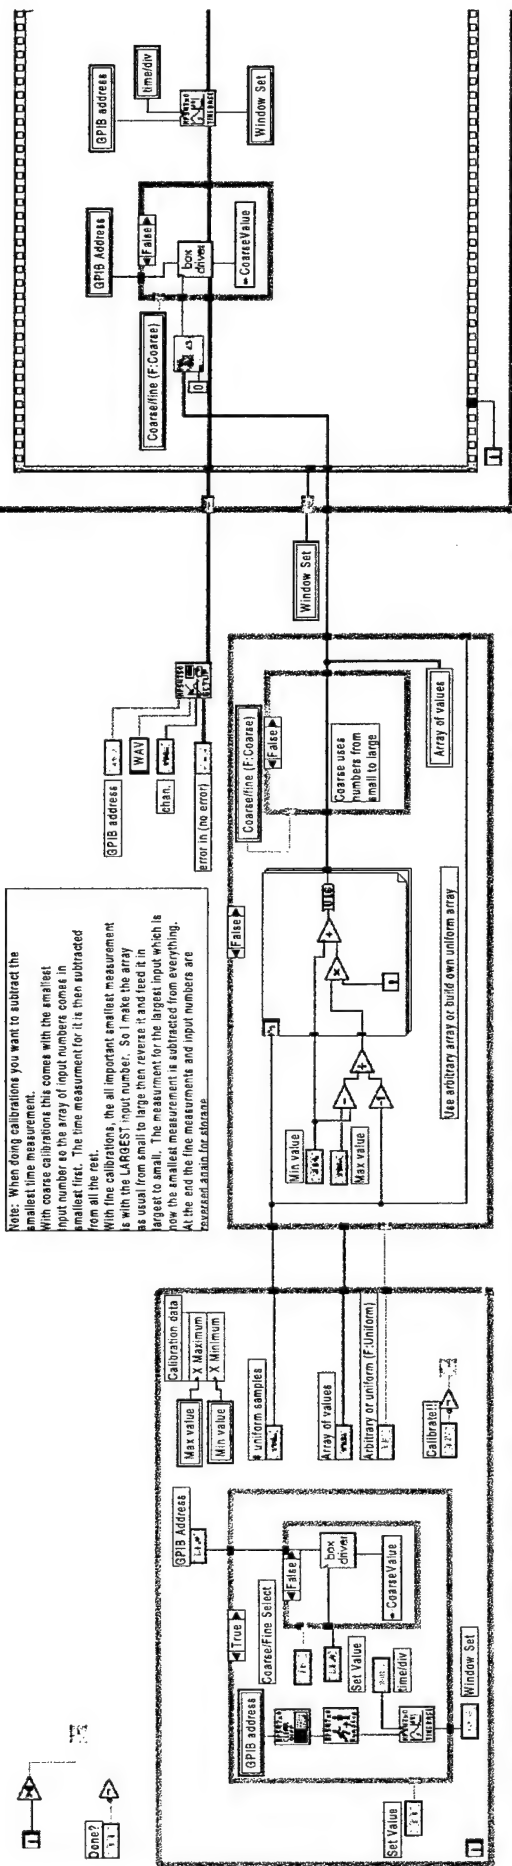 Note: When doing calibrations you want to subtract the
smallest time measurement.
With coarse calibrations this comes with the smallest
input number so the array of input numbers comes in
smallest first. The time measurment for it is then subtracted
from all the rest.
With fine calibrations, the all important smallest measurement
is with the LARGEST input number. So I make the array
as usual from small to large then reverse it and feed it in
largest to small. The measurment for the largest input which is
now the smallest measurement is subtracted from everything.
At the end the fine measurments and input numbers are
reversed again for storage
Done?
Set Value
GPIB address
True
Coarse/Fine Select
False
box
driver
CoarseValue
Set Value
time/div
Window Set
GPIB Address
Max value
Min value
Calibration data
X Maximum
X Minimum
# uniform samples
Array of values
Arbitrary or uniform (F:Uniform)
Calibrate!!
False
Min value
Max value
-1
U16
Coarse/fine (F:Coarse)
False
Coarse uses
numbers from
small to large
Use arbitrary array or build own uniform array
Array of values
GPIB address
WAV
chan.
error in (no error)
Window Set
Coarse/fine (F:Coarse)
0
GPIB Address
False
box
driver
CoarseValue
GPIB address
time/div
TIMEBASE
Window Set